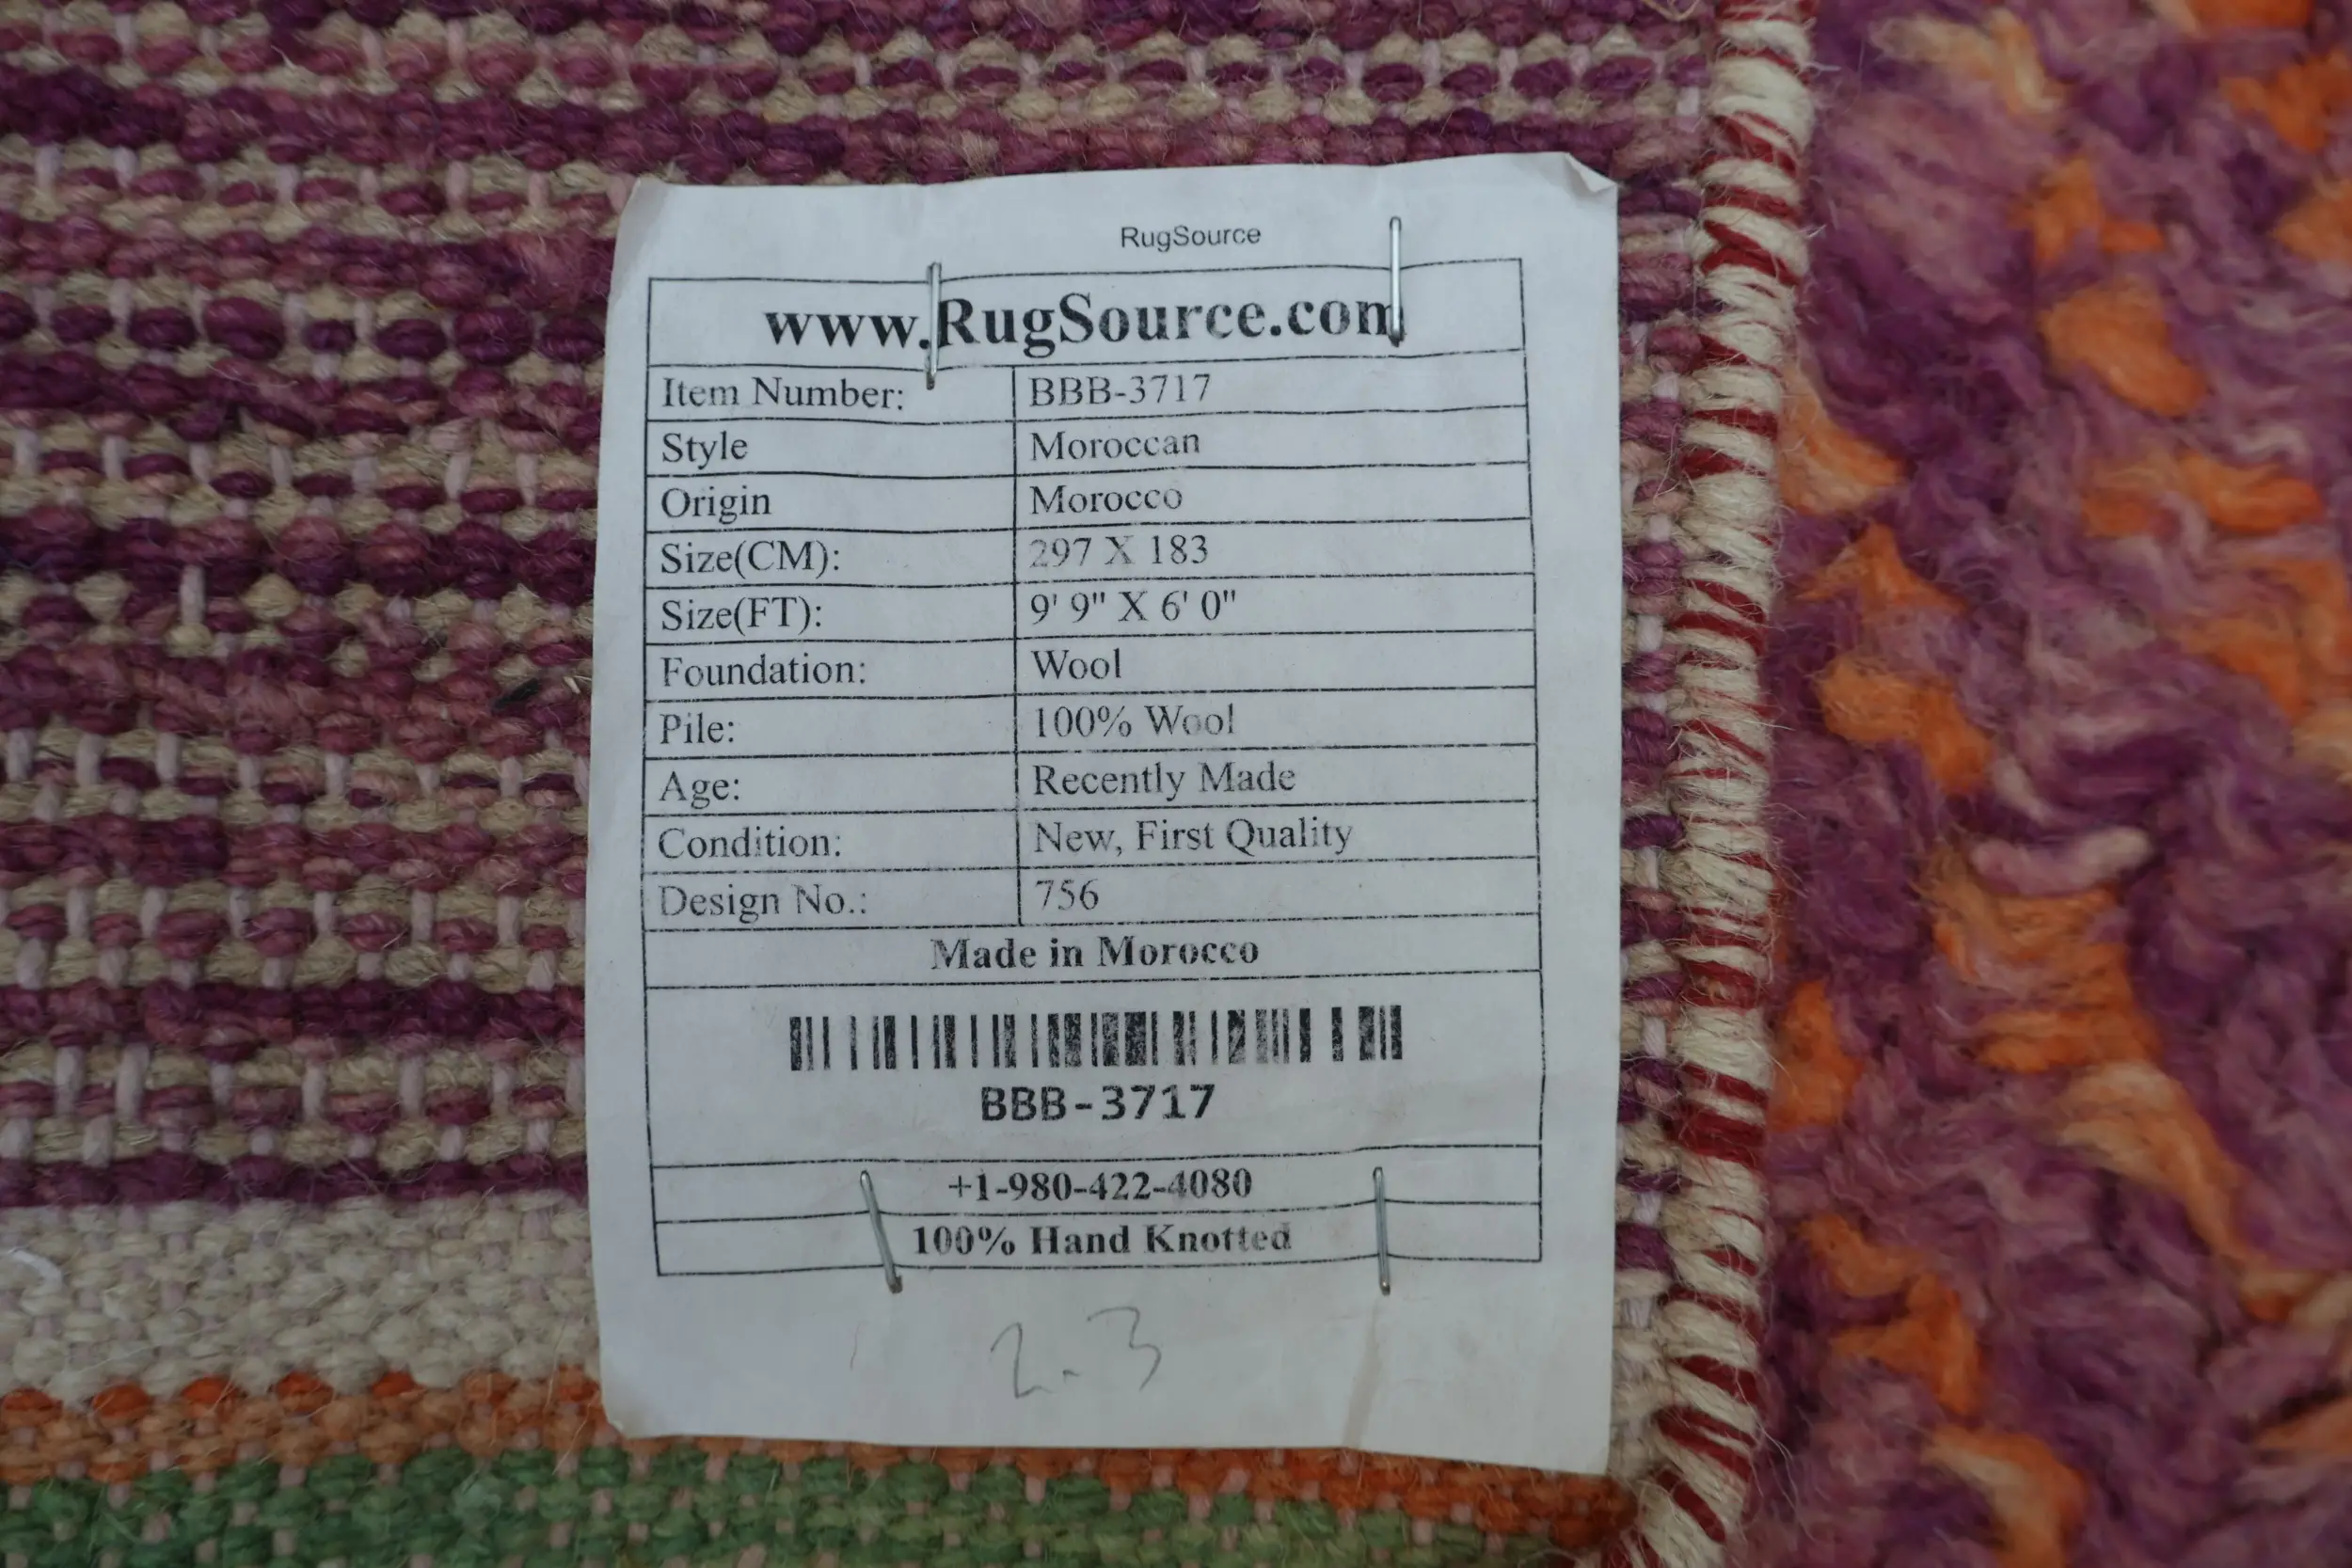 RugSource
www.RugSource.com
Item Number: BBB-3717
Style Moroccan
Origin Morocco
Size(CM): 297 X 183
Size(FT): 9' 9" X 6' 0"
Foundation: Wool
Pile: 100% Wool
Age: Recently Made
Condition: New, First Quality
Design No.: 756
Made in Morocco
BBB-3717
+1-980-422-4080
100% Hand Knotted
2.3